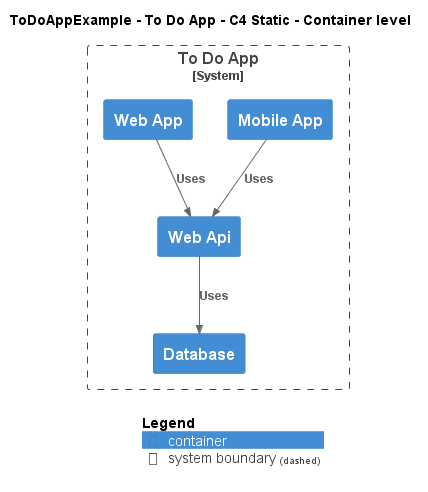 ToDoAppExample - To Do App - C4 Static - Container level
To Do App
[System]
Web App
Mobile App
Uses
Uses
Web Api
Uses
Database
Legend
container
system boundary (dashed)